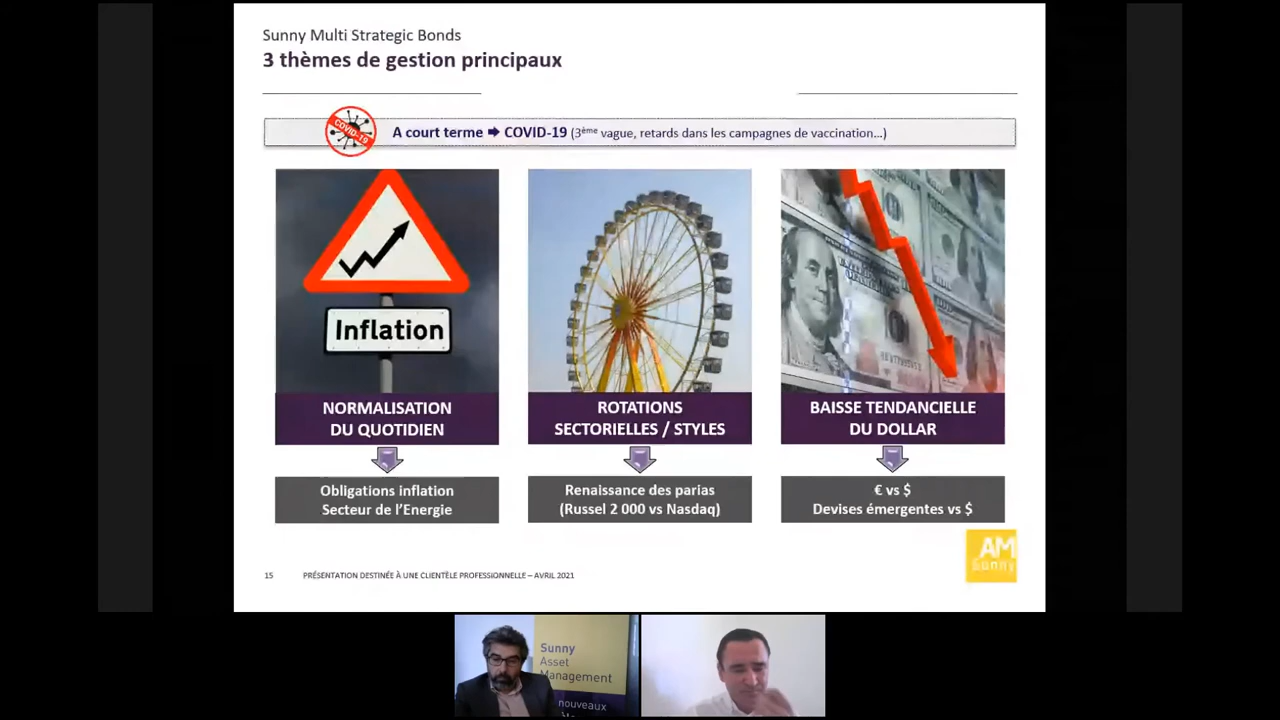 Sunny Multi Strategic Bonds
3 thèmes de gestion principaux
COVID-19
A court terme ➡ COVID-19 (3ème vague, retards dans les campagnes de vaccination…)
Inflation
NORMALISATION
DU QUOTIDIEN
ROTATIONS
SECTORIELLES / STYLES
BAISSE TENDANCIELLE
DU DOLLAR
Obligations inflation
Secteur de l'Energie
Renaissance des parias
(Russel 2 000 vs Nasdaq)
€ vs $
Devises émergentes vs $
AM
Sunny
15 PRÉSENTATION DESTINÉE À UNE CLIENTÈLE PROFESSIONNELLE – AVRIL 2021
Sunny
Asset
Management
nouveaux